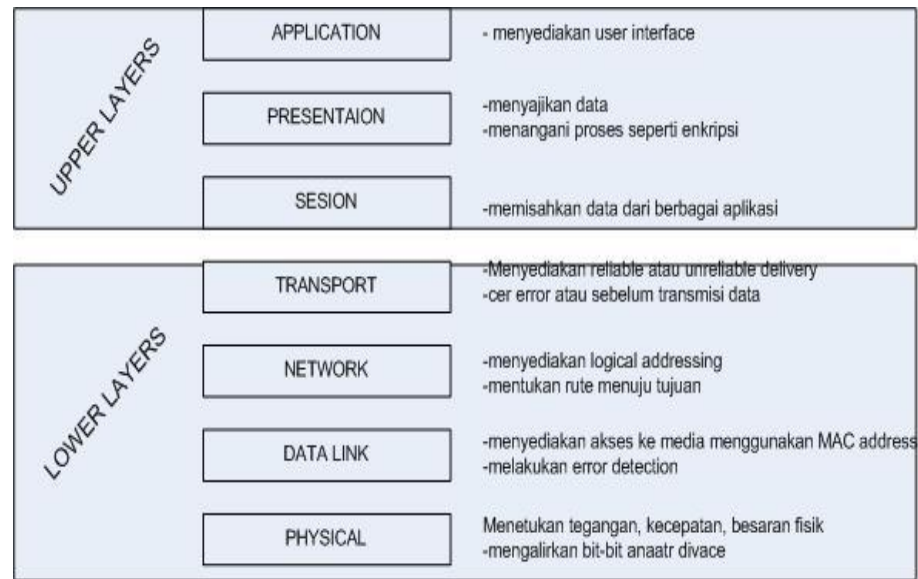 UPPER LAYERS
APPLICATION
- menyediakan user interface
PRESENTAION
-menyajikan data
-menangani proses seperti enkripsi
SESION
-memisahkan data dari berbagai aplikasi
LOWER LAYERS
TRANSPORT
-Menyediakan reliable atau unreliable delivery
-cer error atau sebelum transmisi data
NETWORK
-menyediakan logical addressing
-mentukan rute menuju tujuan
DATA LINK
-menyediakan akses ke media menggunakan MAC address
-melakukan error detection
PHYSICAL
Menetukan tegangan, kecepatan, besaran fisik
-mengalirkan bit-bit anaatr divace